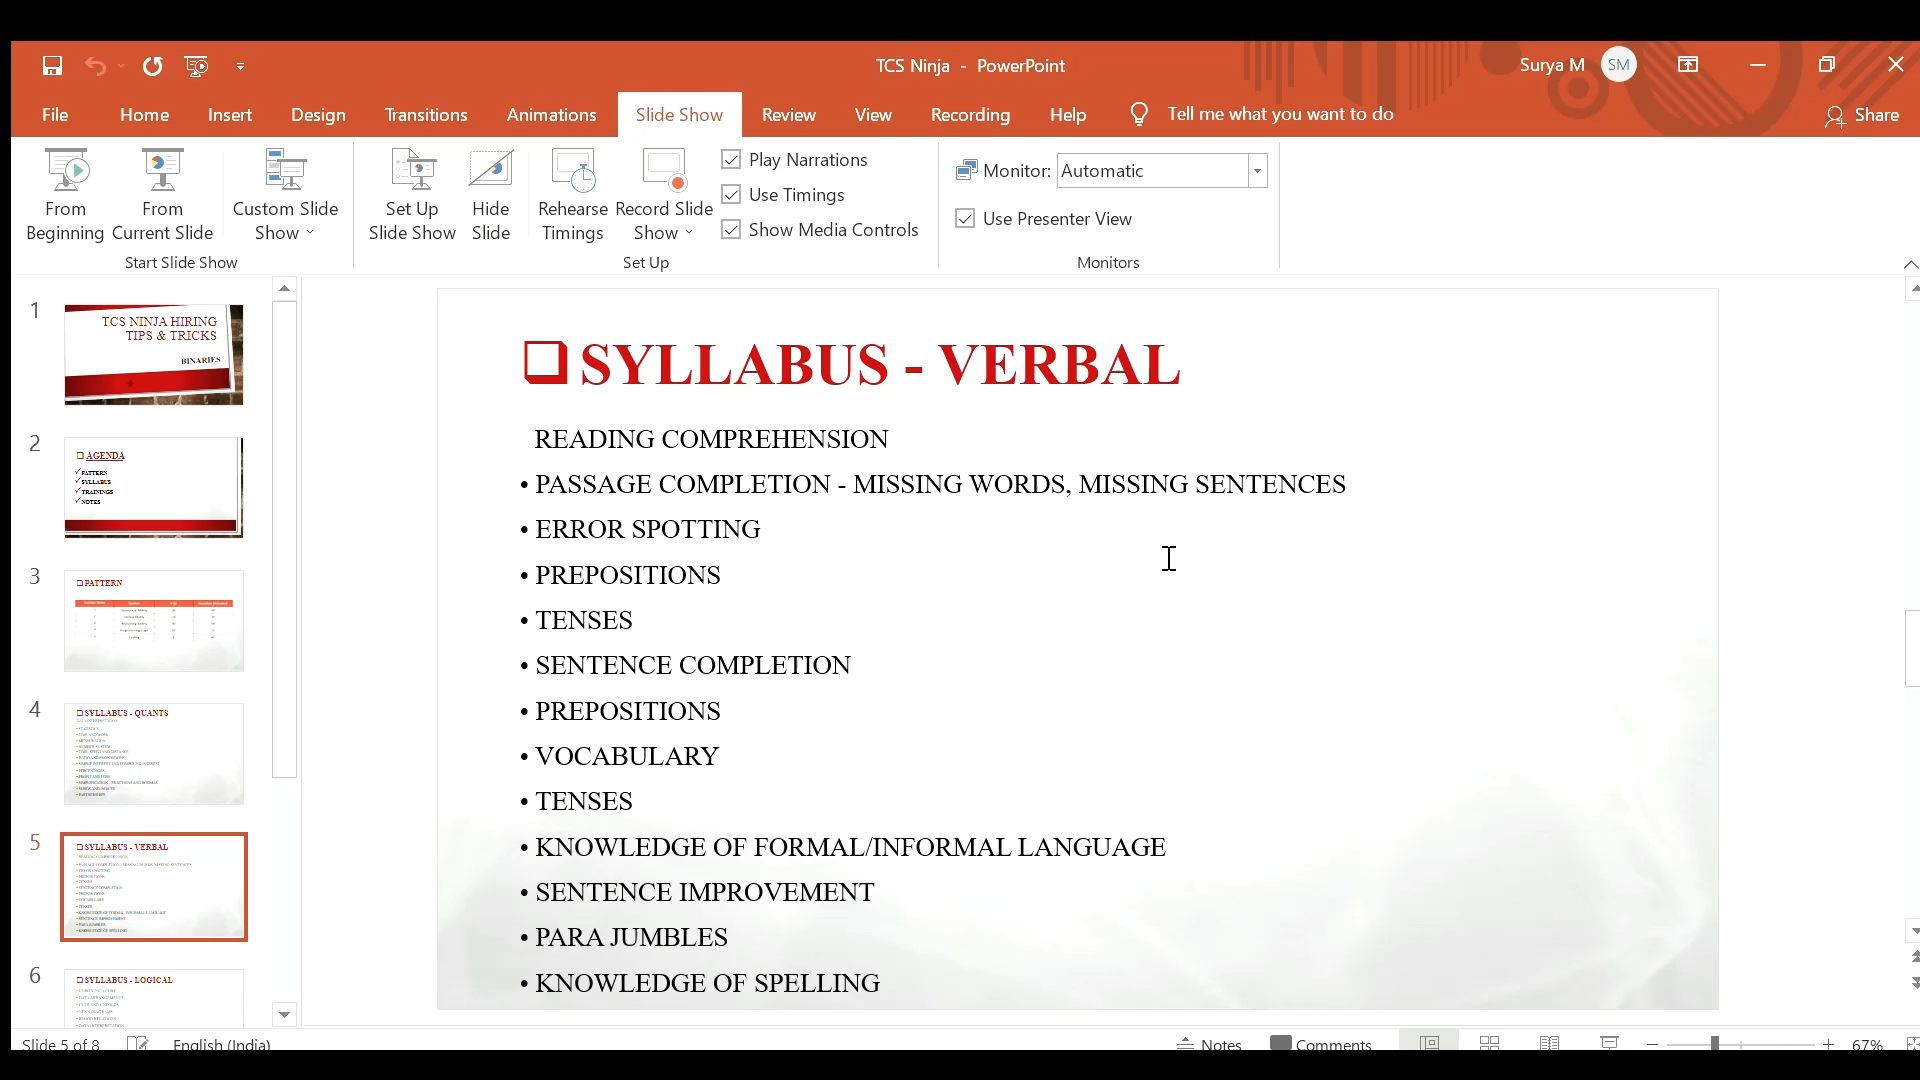 TCS Ninja - PowerPoint
Surya M
SM
File Home Insert Design Transitions Animations Slide Show Review View Recording Help Tell me what you want to do Share
From Beginning
From Current Slide
Custom Slide Show
Start Slide Show
Set Up Slide Show
Hide Slide
Rehearse Timings
Record Slide Show
Play Narrations
Use Timings
Show Media Controls
Set Up
Monitor: Automatic
Use Presenter View
Monitors
1
TCS NINJA HIRING
TIPS & TRICKS
BINARIES
2
AGENDA
PATTERN
SYLLABUS
TRAININGS
NOTES
3
PATTERN
4
SYLLABUS - QUANTS
5
SYLLABUS - VERBAL
6
SYLLABUS - LOGICAL
SYLLABUS - VERBAL
READING COMPREHENSION
• PASSAGE COMPLETION - MISSING WORDS, MISSING SENTENCES
• ERROR SPOTTING
• PREPOSITIONS
• TENSES
• SENTENCE COMPLETION
• PREPOSITIONS
• VOCABULARY
• TENSES
• KNOWLEDGE OF FORMAL/INFORMAL LANGUAGE
• SENTENCE IMPROVEMENT
• PARA JUMBLES
• KNOWLEDGE OF SPELLING
Slide 5 of 8 English (India) Notes Comments 67%